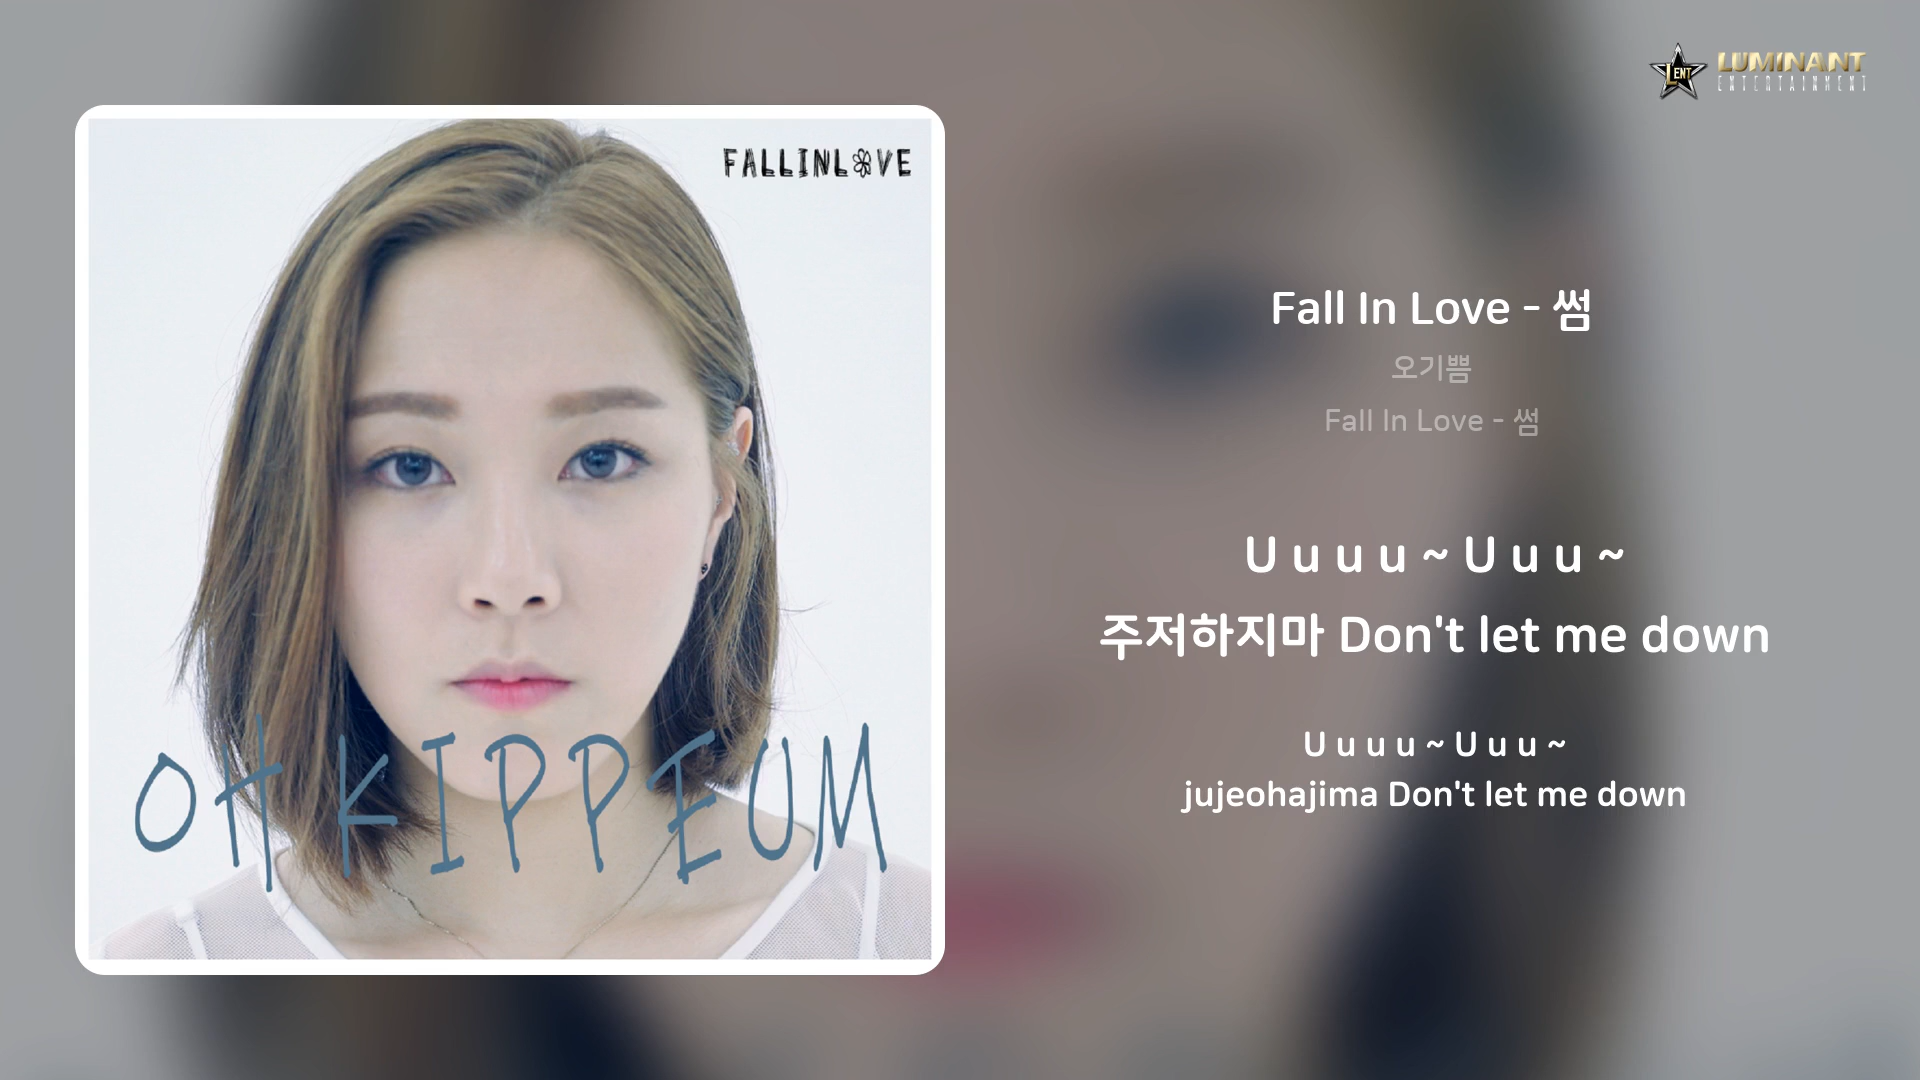 FALLINLOVE
OH KIPPEUM
LENT
LUMINANT
ENTERTAINMENT
Fall In Love - 썸
오기쁨
Fall In Love - 썸
U u u u ~ U u u ~
주저하지마 Don't let me down
U u u u ~ U u u ~
jujeohajima Don't let me down